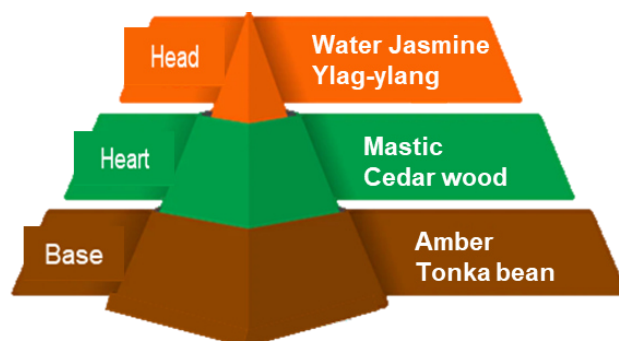 Head
Water Jasmine
Ylag-ylang
Heart
Mastic
Cedar wood
Base
Amber
Tonka bean